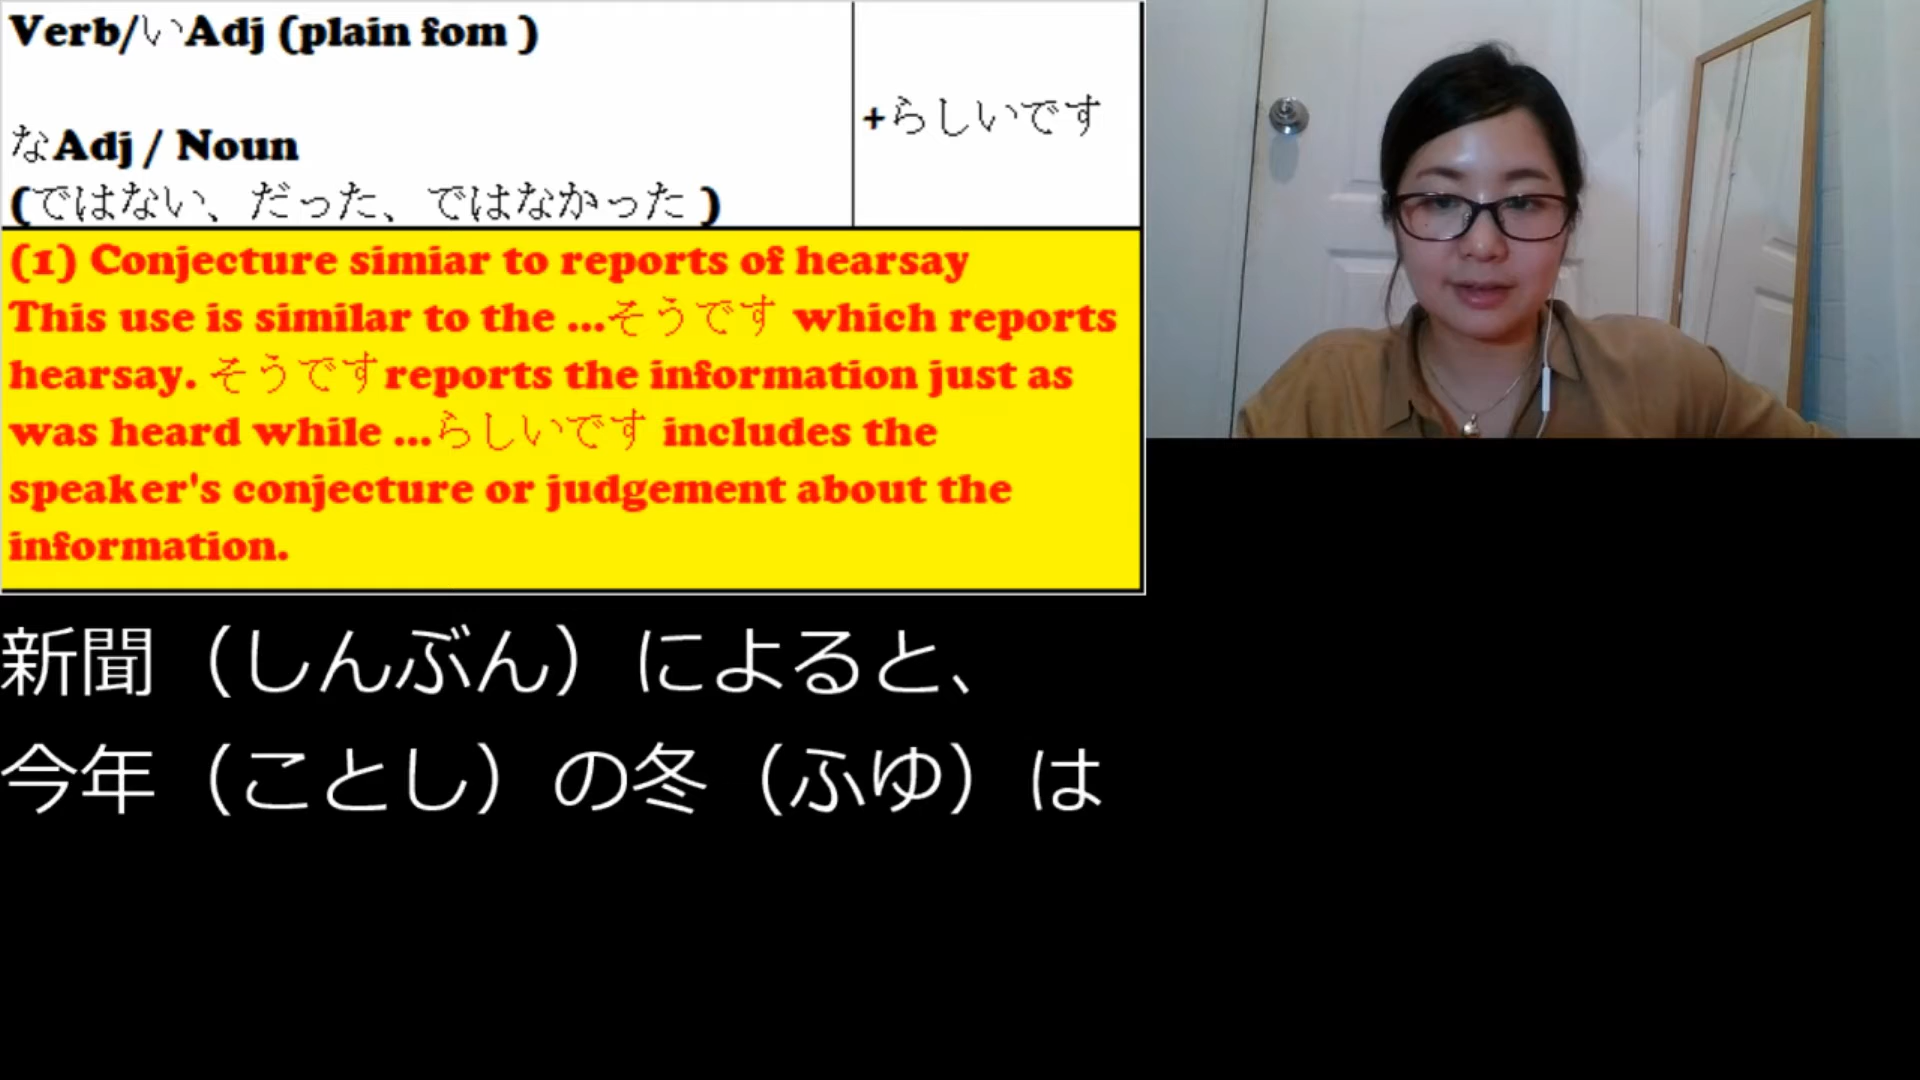 Verb/いAdj (plain fom )
なAdj / Noun
(ではない、だった、ではなかった )
+らしいです
(1) Conjecture simiar to reports of hearsay
This use is similar to the ...そうです which reports
hearsay. そうですreports the information just as
was heard while ...らしいです includes the
speaker's conjecture or judgement about the
information.
新聞（しんぶん）によると、
今年（ことし）の冬（ふゆ）は